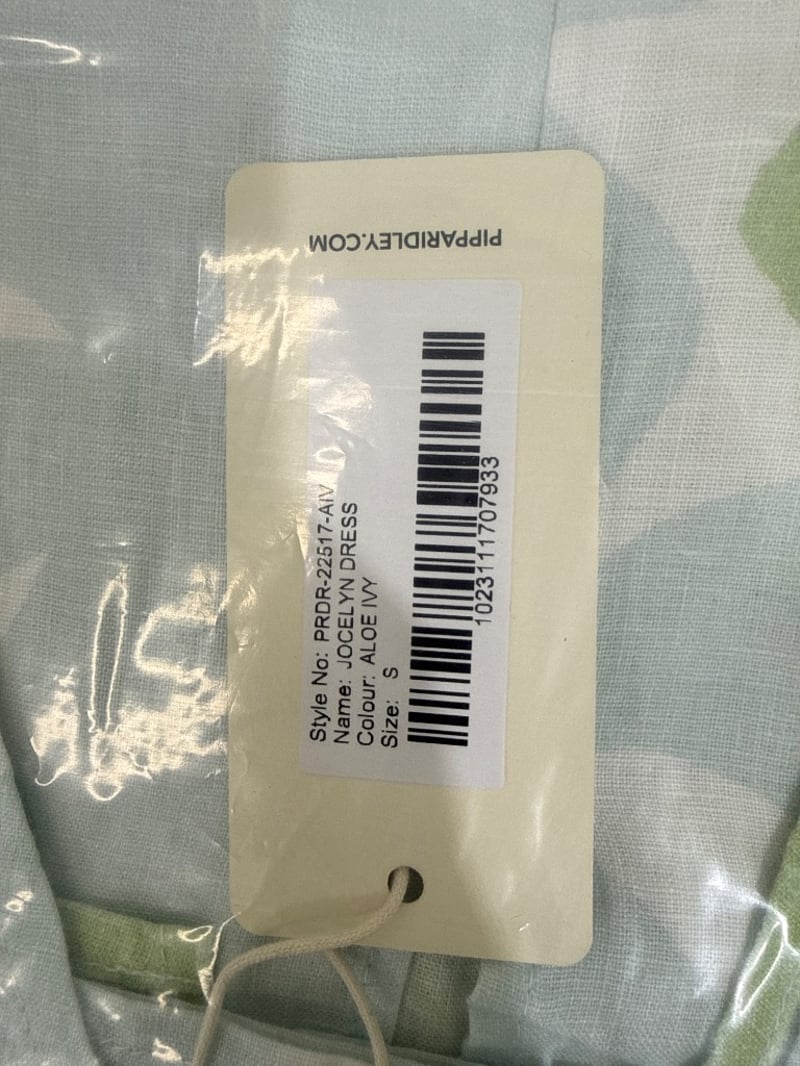 PIPPARIDLEY.COM
Style No: PRDR-22517-AIV
Name: JOCELYN DRESS
Colour: ALOE IVY
Size: S
1023111707933